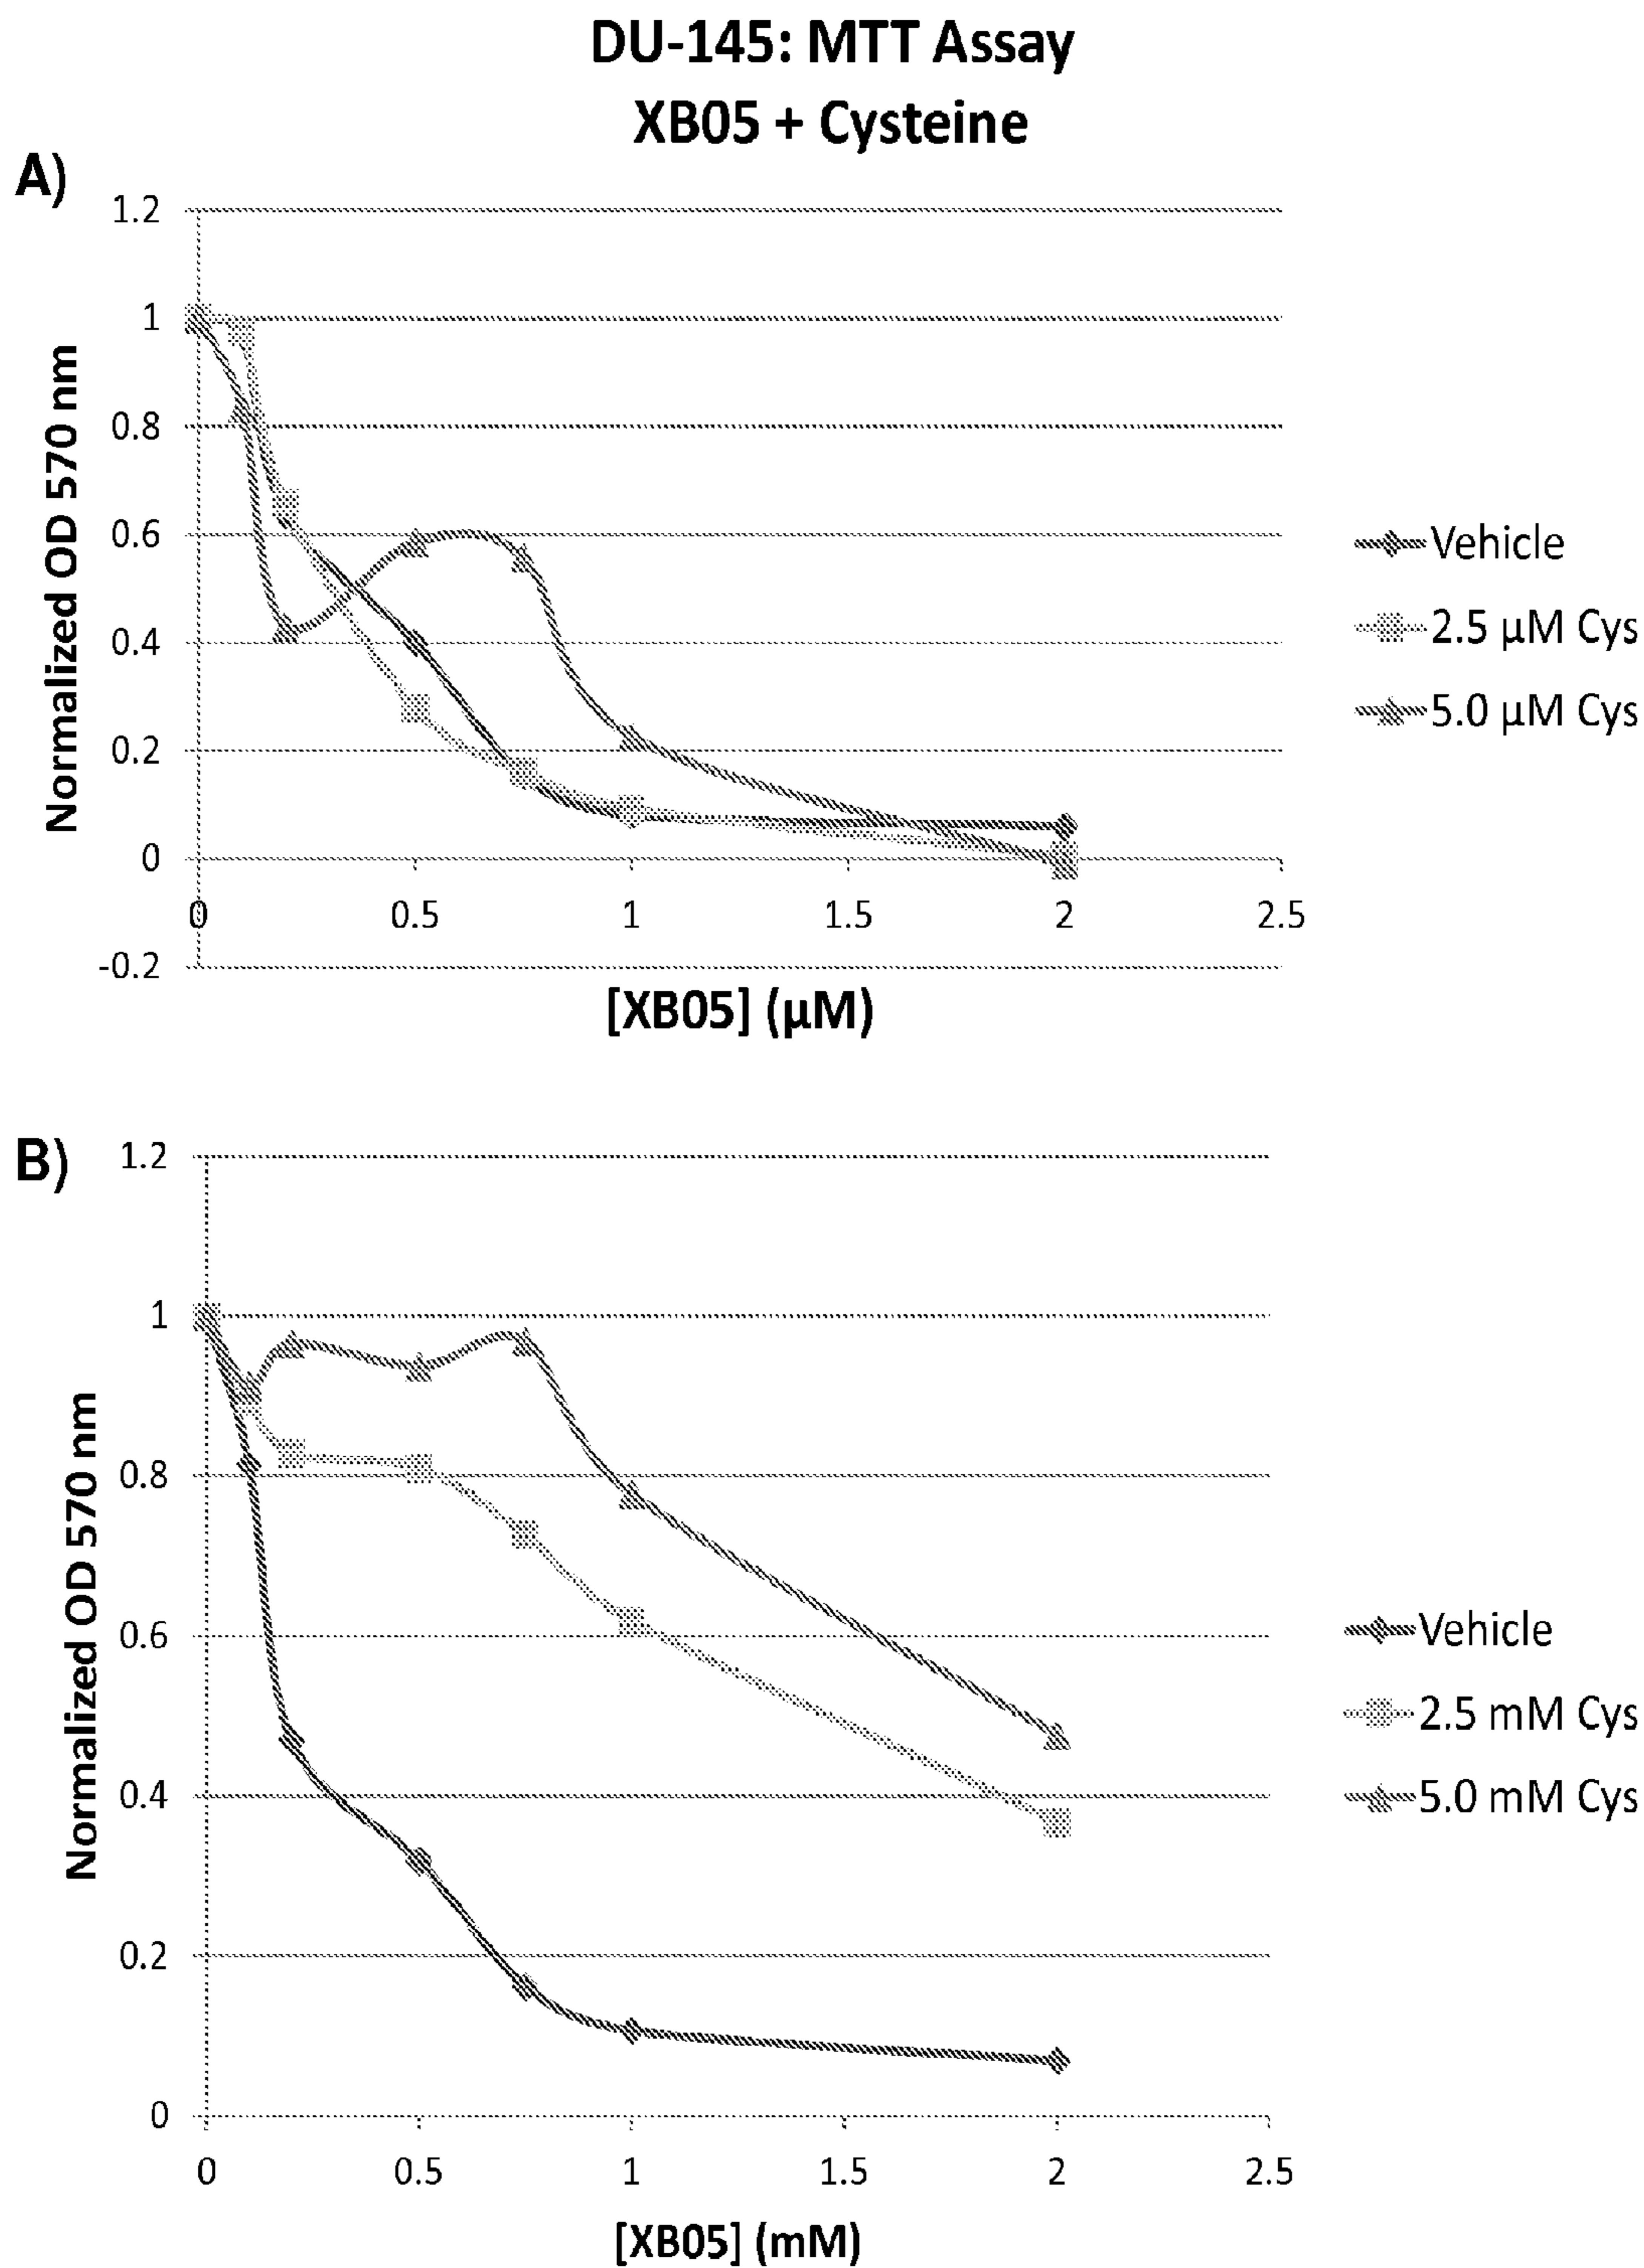 DU-145: MTT Assay
XB05 + Cysteine
A)
1.2
1
0.8
0.6
0.4
0.2
0
-0.2
Normalized OD 570 nm
0 0.5 1 1.5 2 2.5
[XB05] (µM)
Vehicle
2.5 µM Cys
5.0 µM Cys
B)
1.2
1
0.8
0.6
0.4
0.2
0
Normalized OD 570 nm
0 0.5 1 1.5 2 2.5
[XB05] (mM)
Vehicle
2.5 mM Cys
5.0 mM Cys